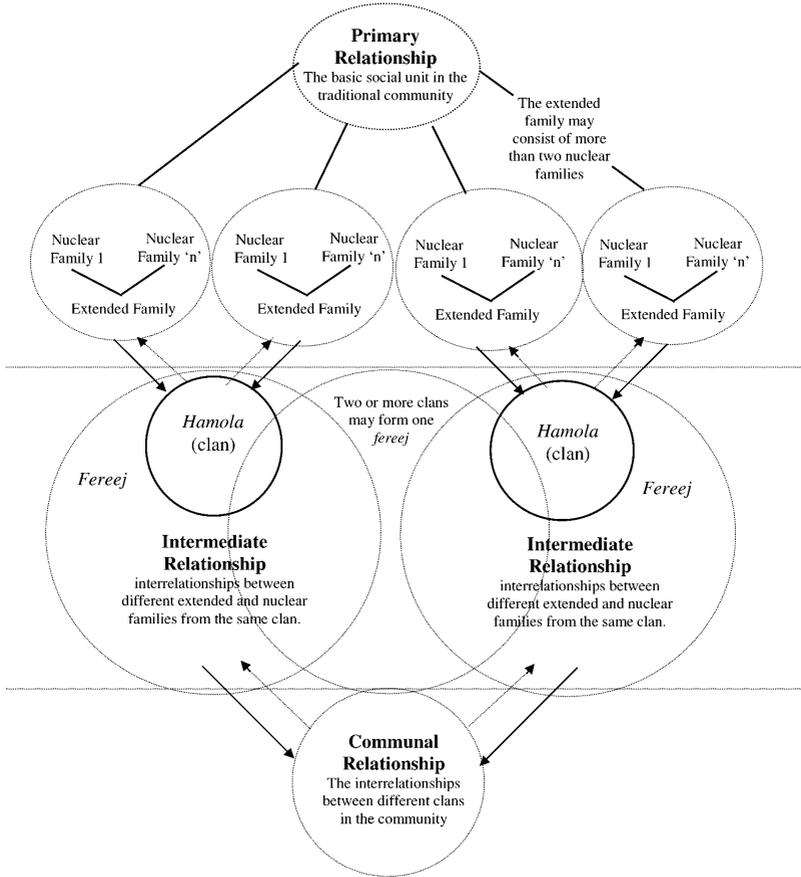 Primary
Relationship
The basic social unit in the
traditional community
The extended
family may
consist of more
than two nuclear
families
Nuclear
Family 1
Nuclear
Family ‘n’
Extended Family
Nuclear
Family 1
Nuclear
Family ‘n’
Extended Family
Nuclear
Family 1
Nuclear
Family ‘n’
Extended Family
Nuclear
Family 1
Nuclear
Family ‘n’
Extended Family
Hamola
(clan)
Two or more clans
may form one
fereej
Hamola
(clan)
Fereej
Fereej
Intermediate
Relationship
interrelationships between
different extended and nuclear
families from the same clan.
Intermediate
Relationship
interrelationships between
different extended and nuclear
families from the same clan.
Communal
Relationship
The interrelationships
between different clans
in the community